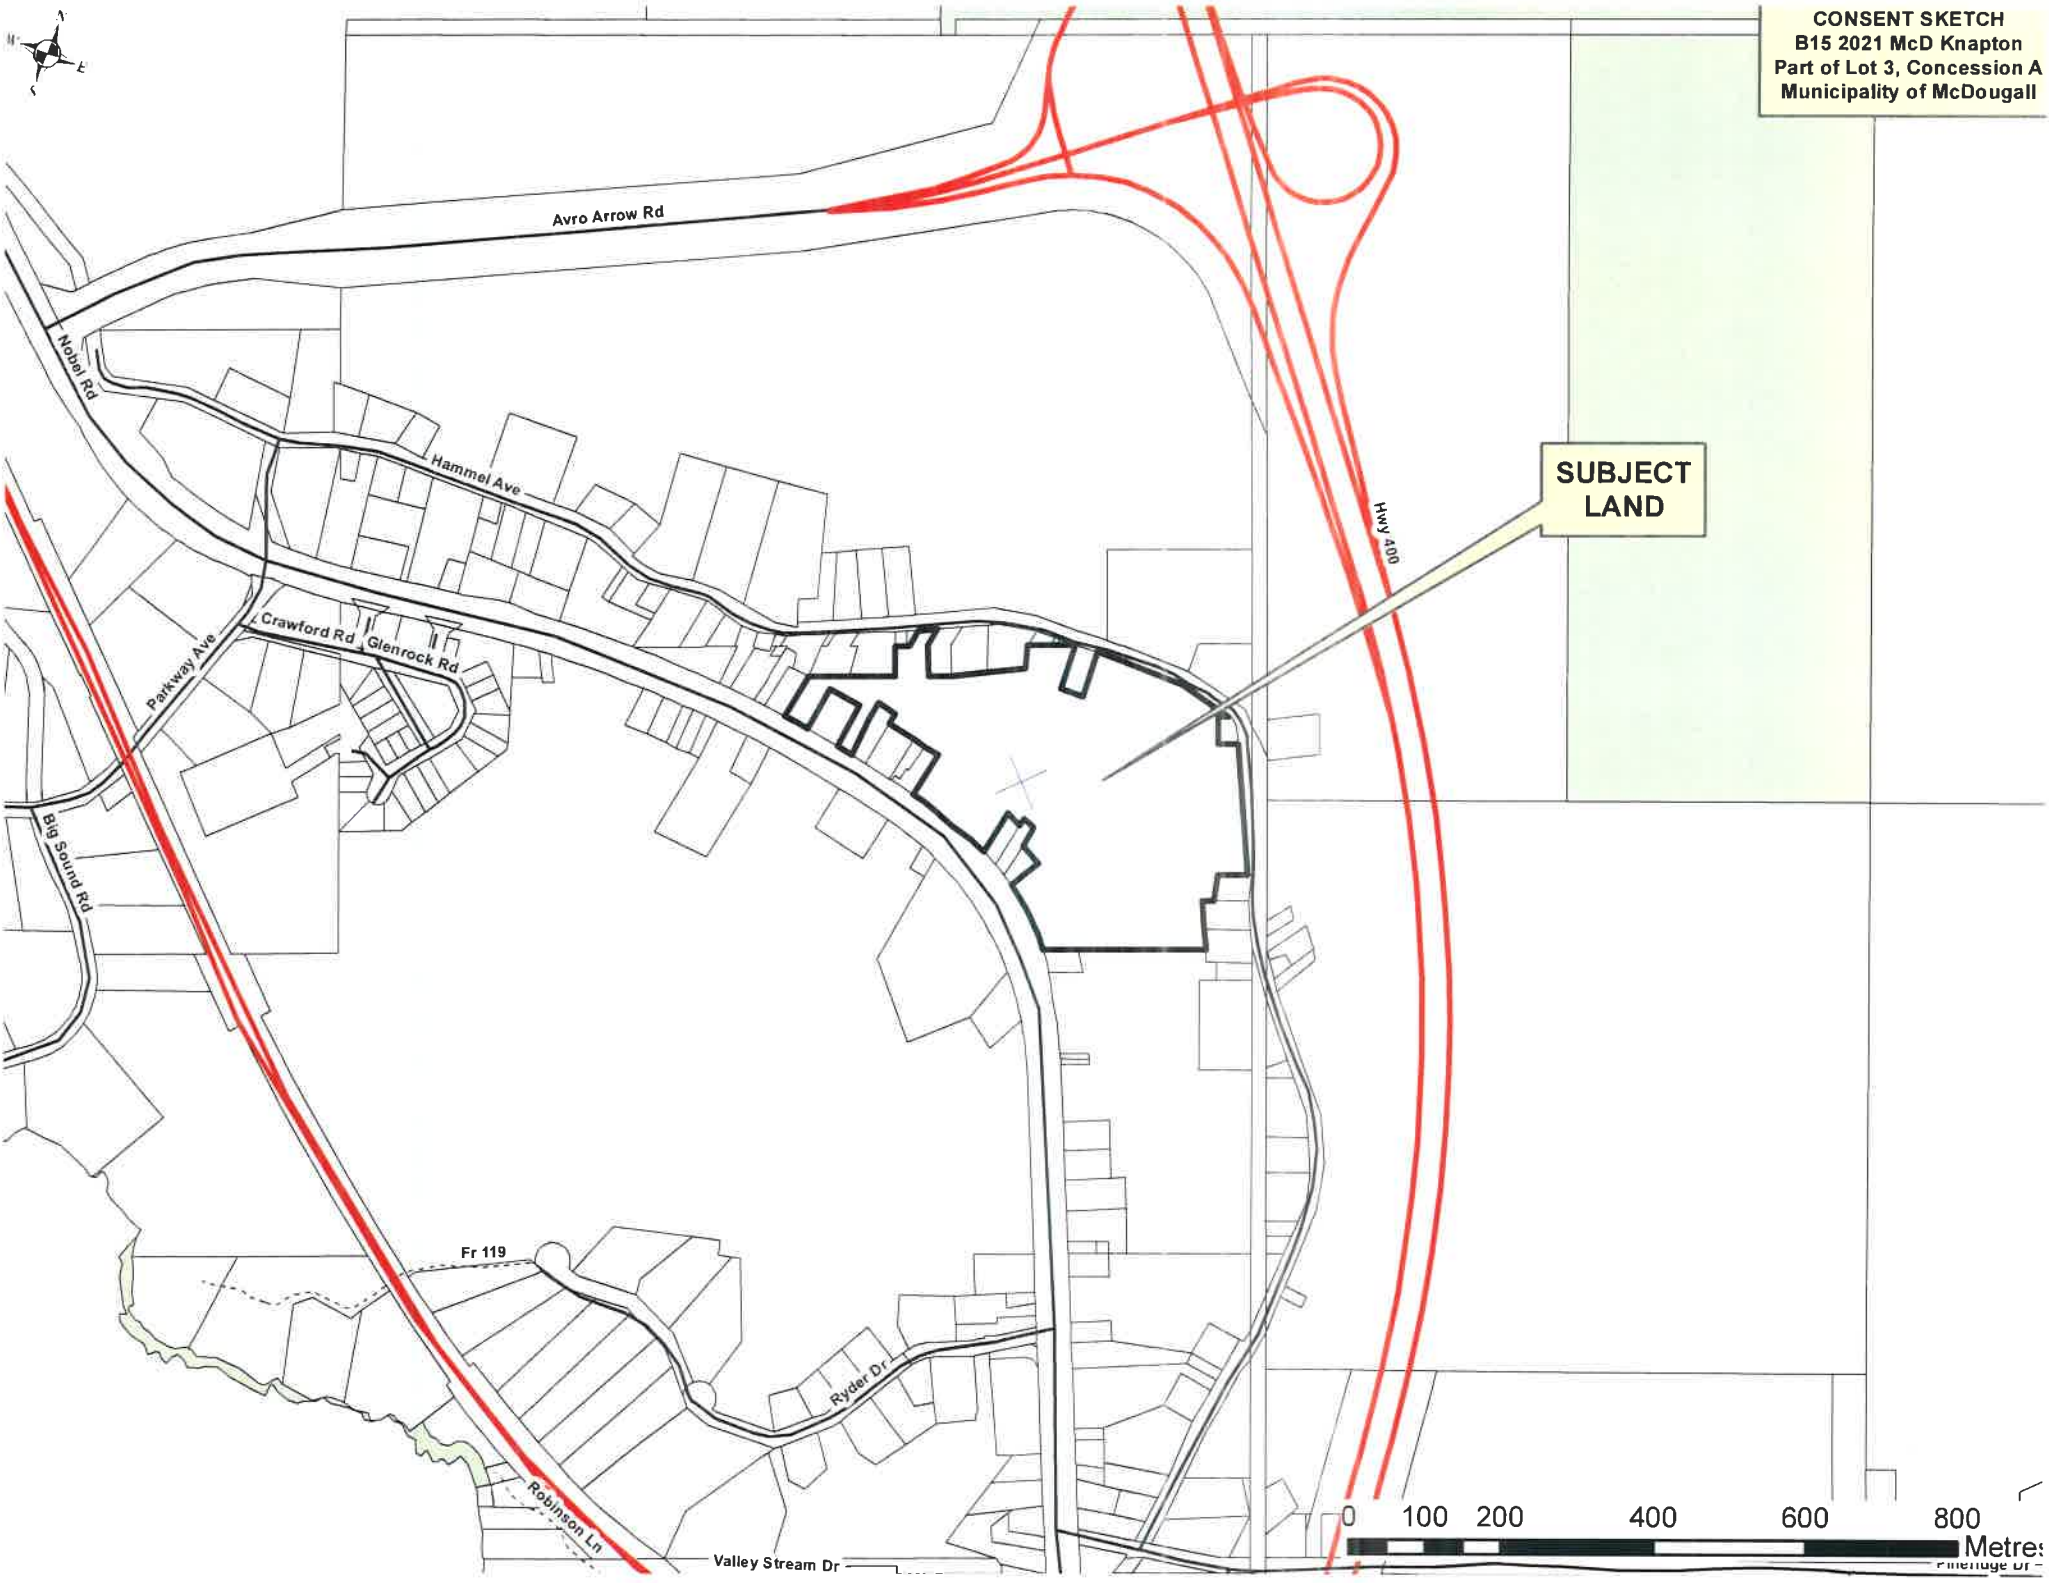 CONSENT SKETCH
B15 2021 McD Knapton
Part of Lot 3, Concession A
Municipality of McDougall
N
W
E
S
Avro Arrow Rd
Nobel Rd
Hammel Ave
SUBJECT
LAND
Hwy 400
Crawford Rd
Glenrock Rd
Parkway Ave
Big Sound Rd
Fr 119
Ryder Dr
Robinson Ln
Valley Stream Dr
0 100 200 400 600 800
Metres